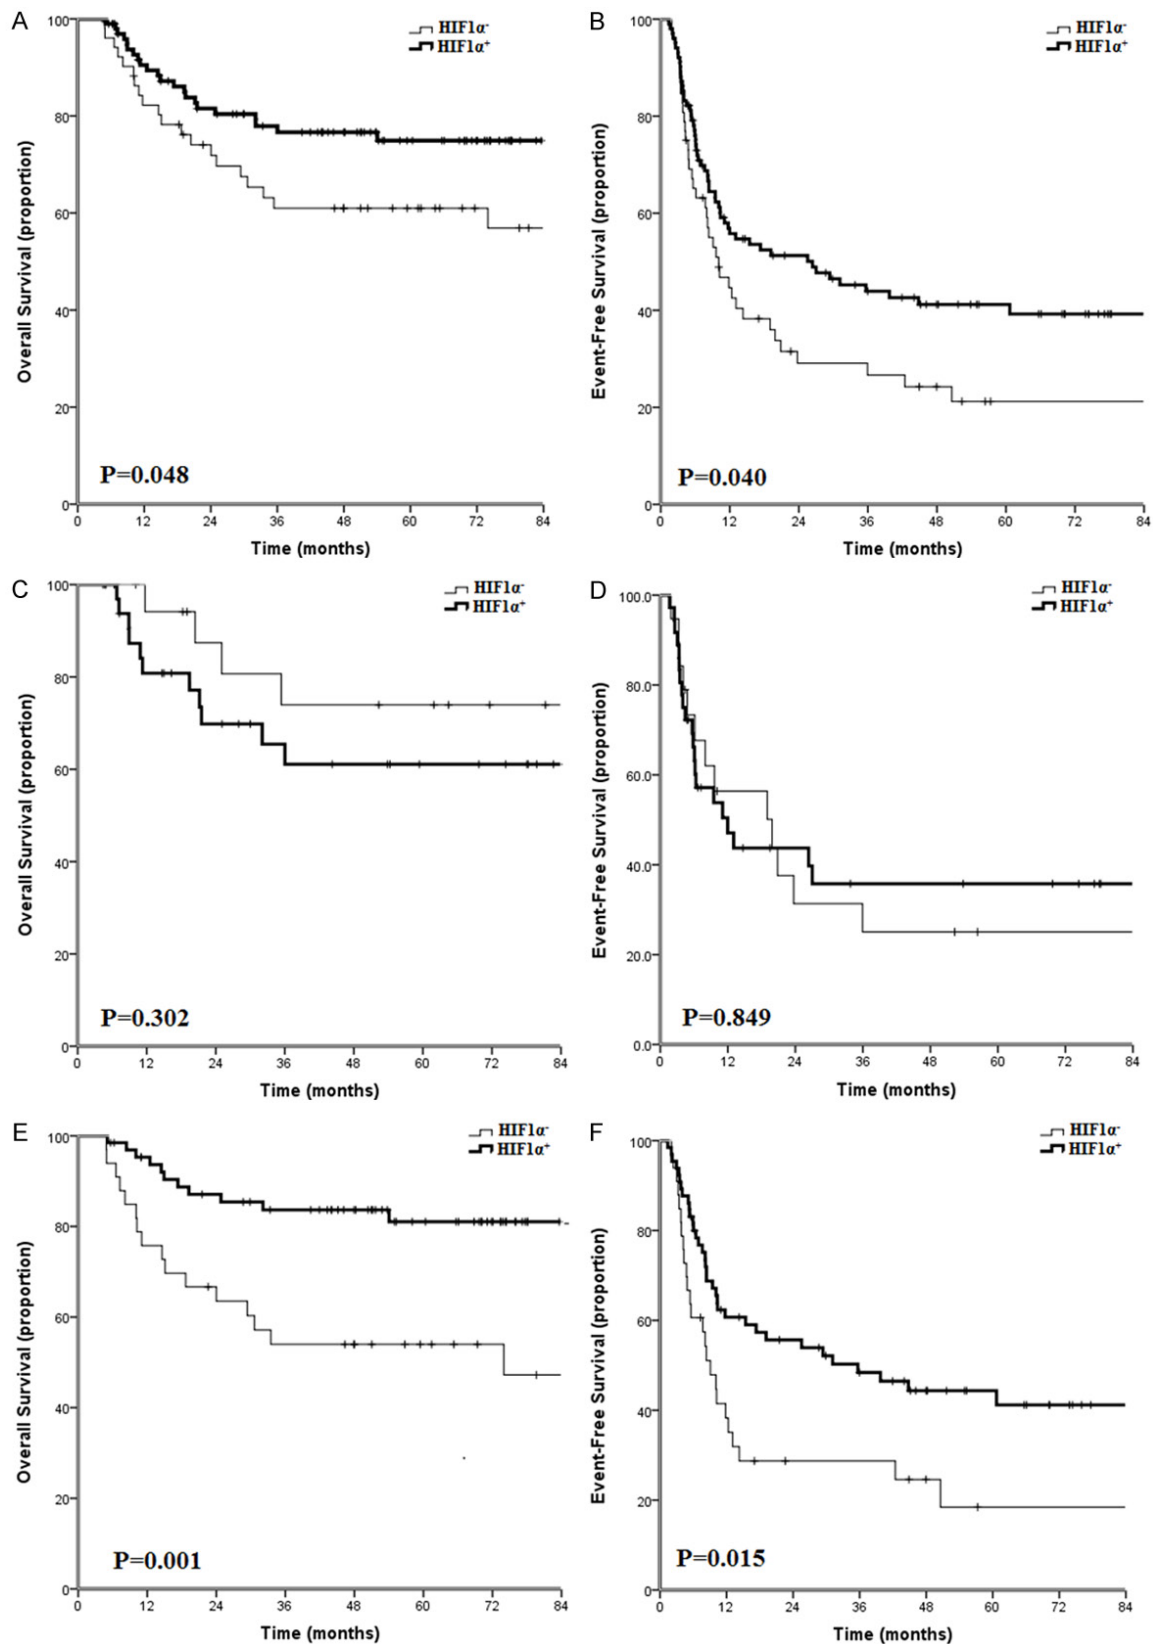 A
HIF1α-
HIF1α+
Overall Survival (proportion)
100
80
60
40
20
0
P=0.048
0 12 24 36 48 60 72 84
Time (months)
B
HIF1α-
HIF1α+
Event-Free Survival (proportion)
100
80
60
40
20
0
P=0.040
0 12 24 36 48 60 72 84
Time (months)
C
HIF1α-
HIF1α+
Overall Survival (proportion)
100
80
60
40
20
0
P=0.302
0 12 24 36 48 60 72 84
Time (months)
D
HIF1α-
HIF1α+
Event-Free Survival (proportion)
100.0
80.0
60.0
40.0
20.0
0.0
P=0.849
0 12 24 36 48 60 72 84
Time (months)
E
HIF1α-
HIF1α+
Overall Survival (proportion)
100
80
60
40
20
0
P=0.001
0 12 24 36 48 60 72 84
Time (months)
F
HIF1α-
HIF1α+
Event-Free Survival (proportion)
100
80
60
40
20
0
P=0.015
0 12 24 36 48 60 72 84
Time (months)